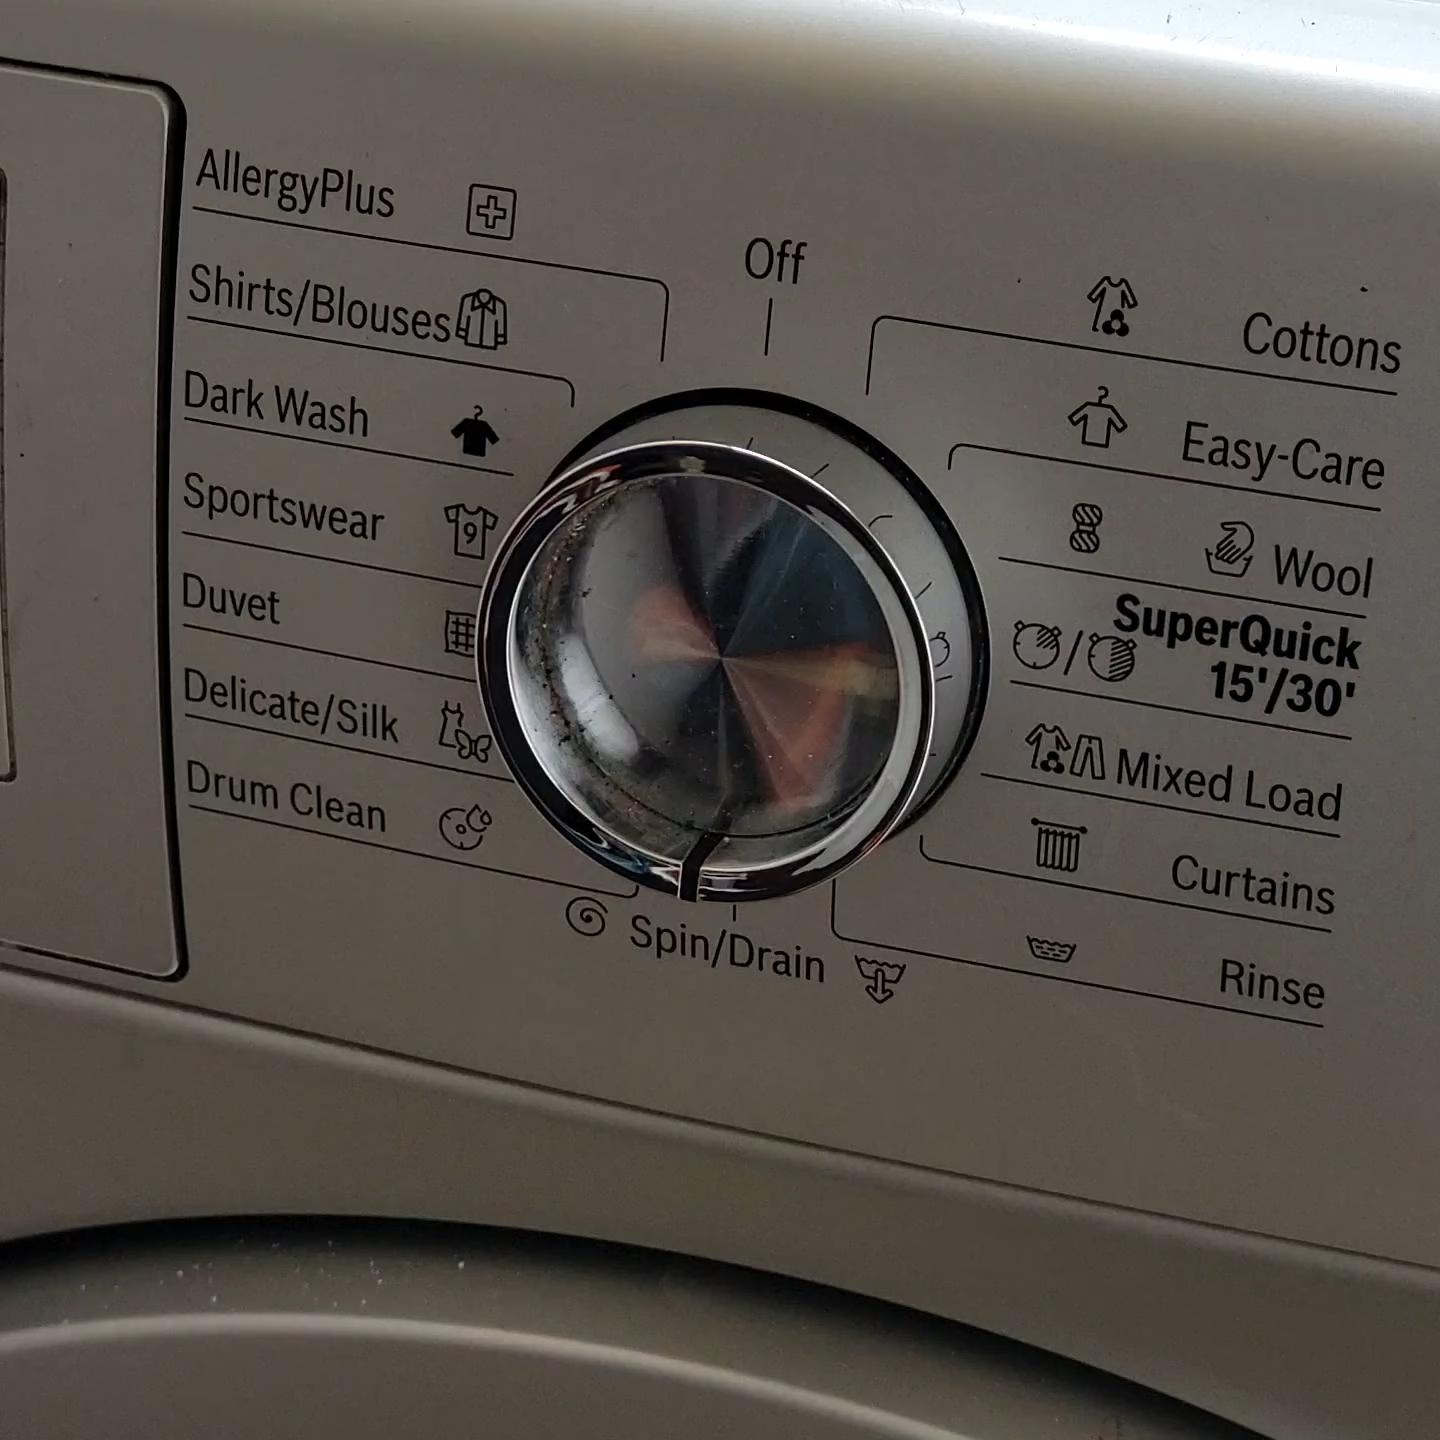 AllergyPlus
Shirts/Blouses
Dark Wash
Sportswear
9
Duvet
Delicate/Silk
Drum Clean
Off
Cottons
Easy-Care
Wool
SuperQuick
15'/30'
Mixed Load
Curtains
Rinse
Spin/Drain